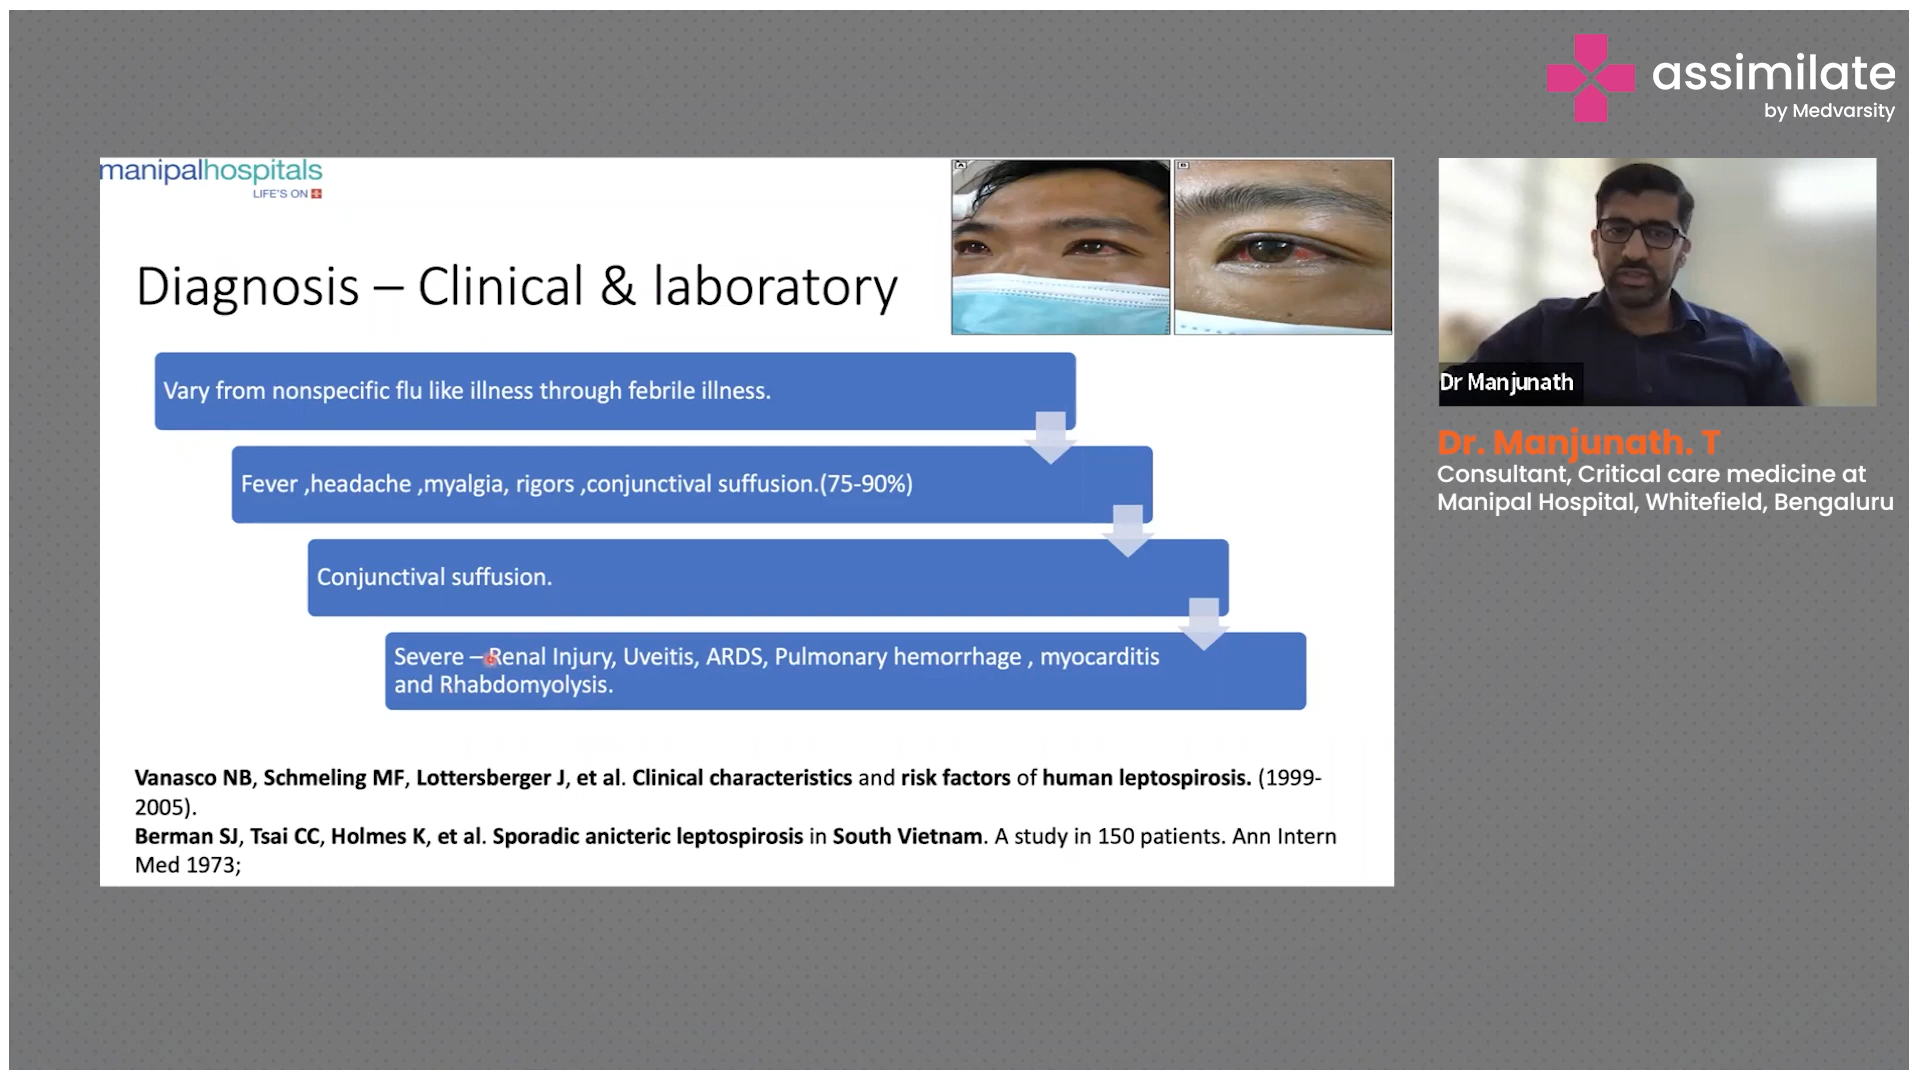 assimilate
by Medvarsity
manipalhospitals
LIFE'S ON
A
B
Diagnosis – Clinical & laboratory
Vary from nonspecific flu like illness through febrile illness.
Fever ,headache ,myalgia, rigors ,conjunctival suffusion.(75-90%)
Conjunctival suffusion.
Severe – Renal Injury, Uveitis, ARDS, Pulmonary hemorrhage , myocarditis
and Rhabdomyolysis.
Vanasco NB, Schmeling MF, Lottersberger J, et al. Clinical characteristics and risk factors of human leptospirosis. (1999-
2005).
Berman SJ, Tsai CC, Holmes K, et al. Sporadic anicteric leptospirosis in South Vietnam. A study in 150 patients. Ann Intern
Med 1973;
Dr Manjunath
Dr. Manjunath. T
Consultant, Critical care medicine at
Manipal Hospital, Whitefield, Bengaluru